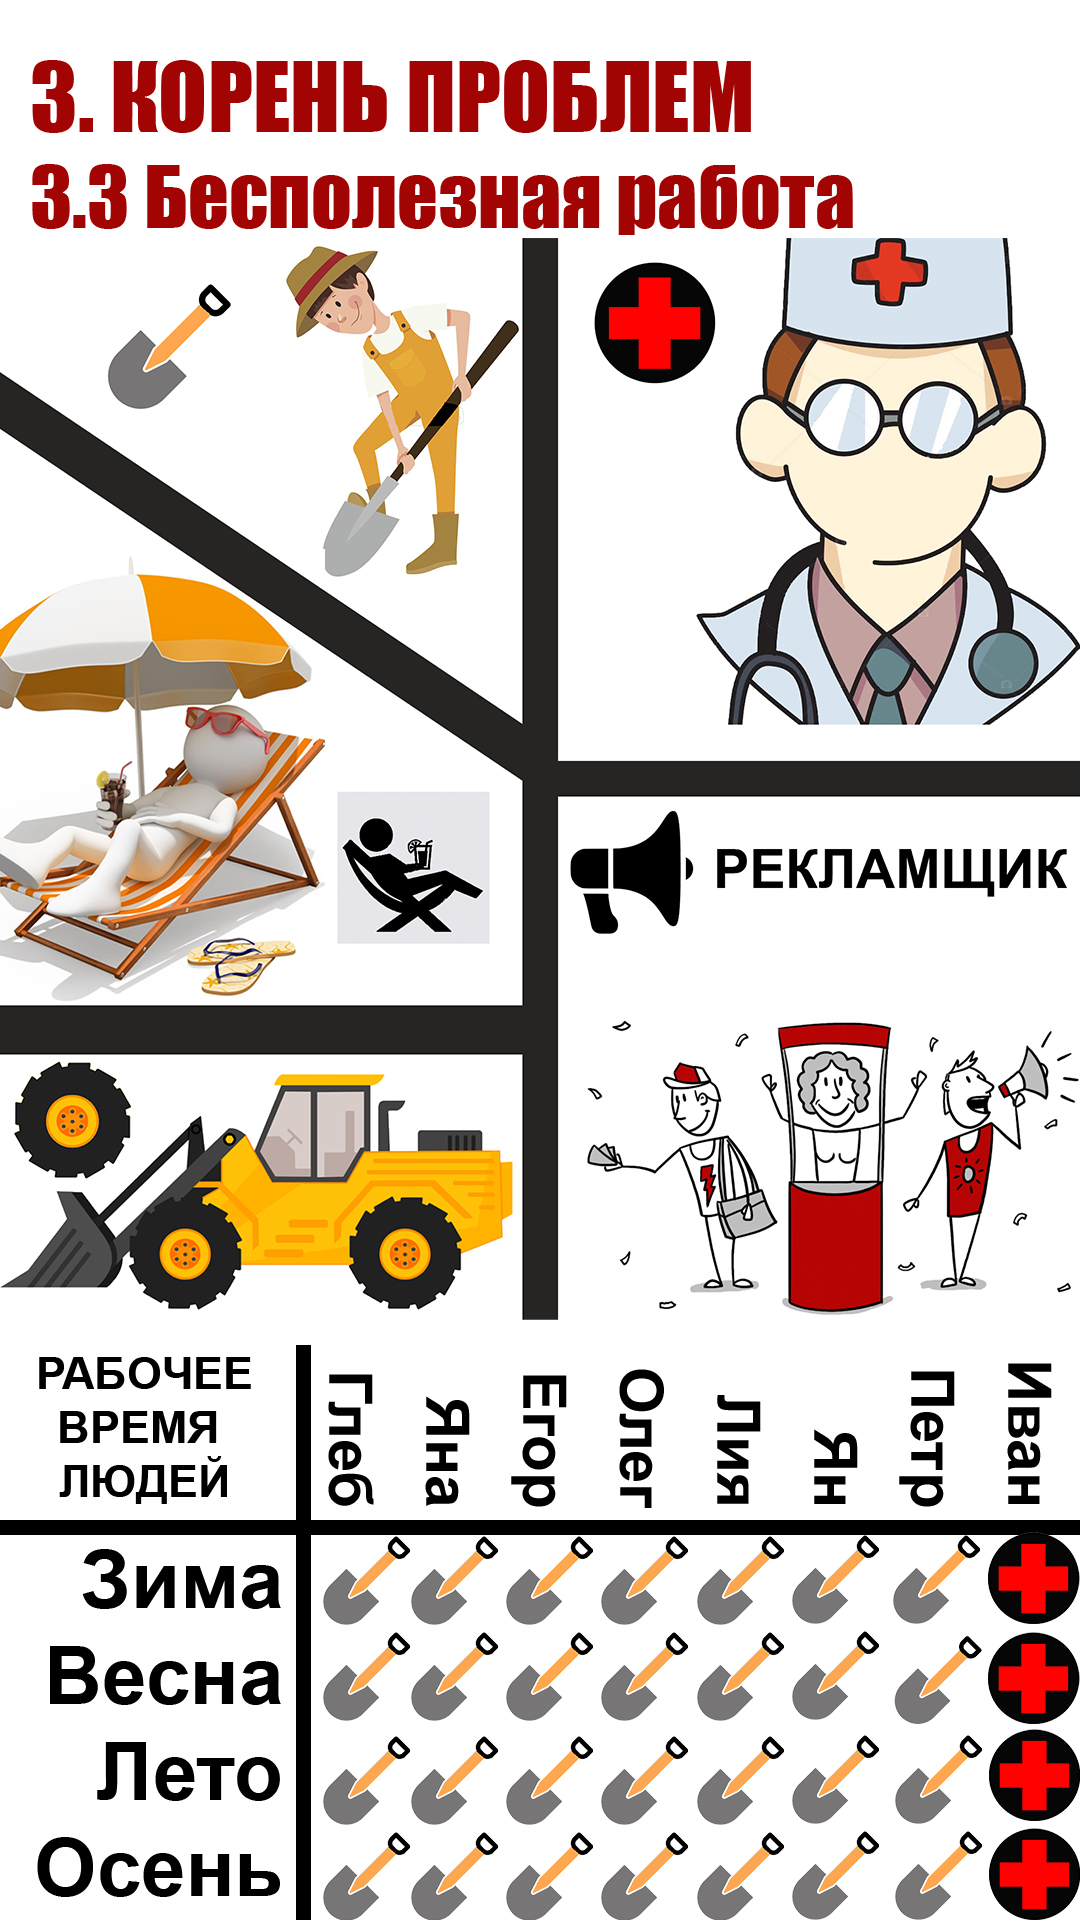 3. КОРЕНЬ ПРОБЛЕМ
3.3 Бесполезная работа
РЕКЛАМЩИК
РАБОЧЕЕ
ВРЕМЯ
ЛЮДЕЙ
Глеб
Яна
Егор
Олег
Лия
Ян
Петр
Иван
Зима
Весна
Лето
Осень